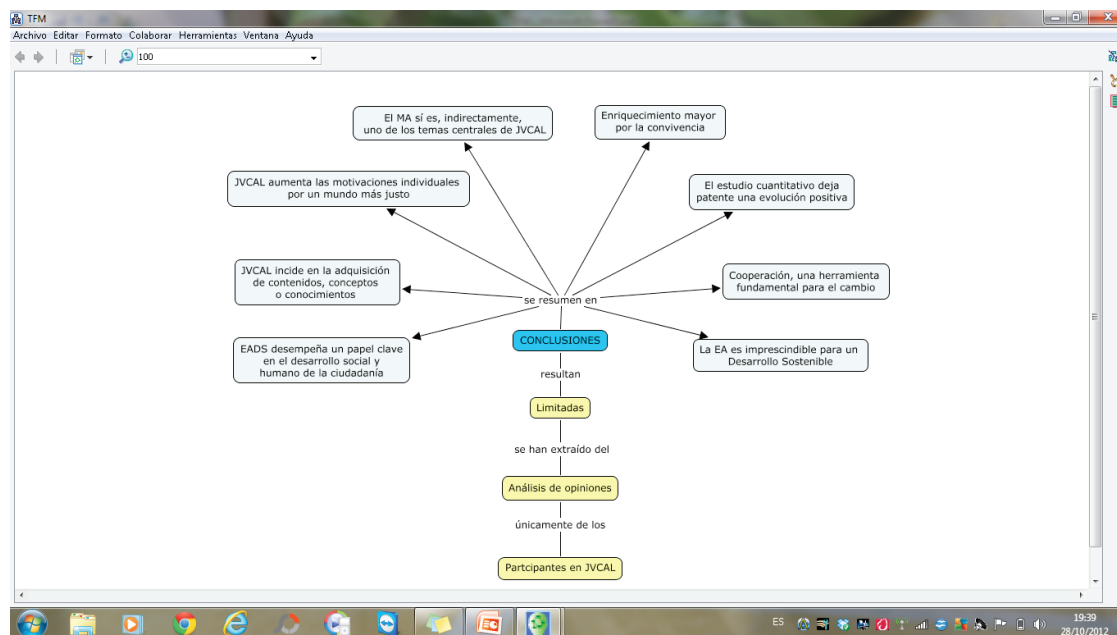 TFM
Archivo Editar Formato Colaborar Herramientas Ventana Ayuda
100
El MA sí es, indirectamente,
uno de los temas centrales de JVCAL
Enriquecimiento mayor
por la convivencia
JVCAL aumenta las motivaciones individuales
por un mundo más justo
El estudio cuantitativo deja
patente una evolución positiva
JVCAL incide en la adquisición
de contenidos, conceptos
o conocimientos
Cooperación, una herramienta
fundamental para el cambio
se resumen en
EADS desempeña un papel clave
en el desarrollo social y
humano de la ciudadanía
CONCLUSIONES
La EA es imprescindible para un
Desarrollo Sostenible
resultan
Limitadas
se han extraído del
Análisis de opiniones
únicamente de los
Partcipantes en JVCAL
ES
19:39
28/10/2012